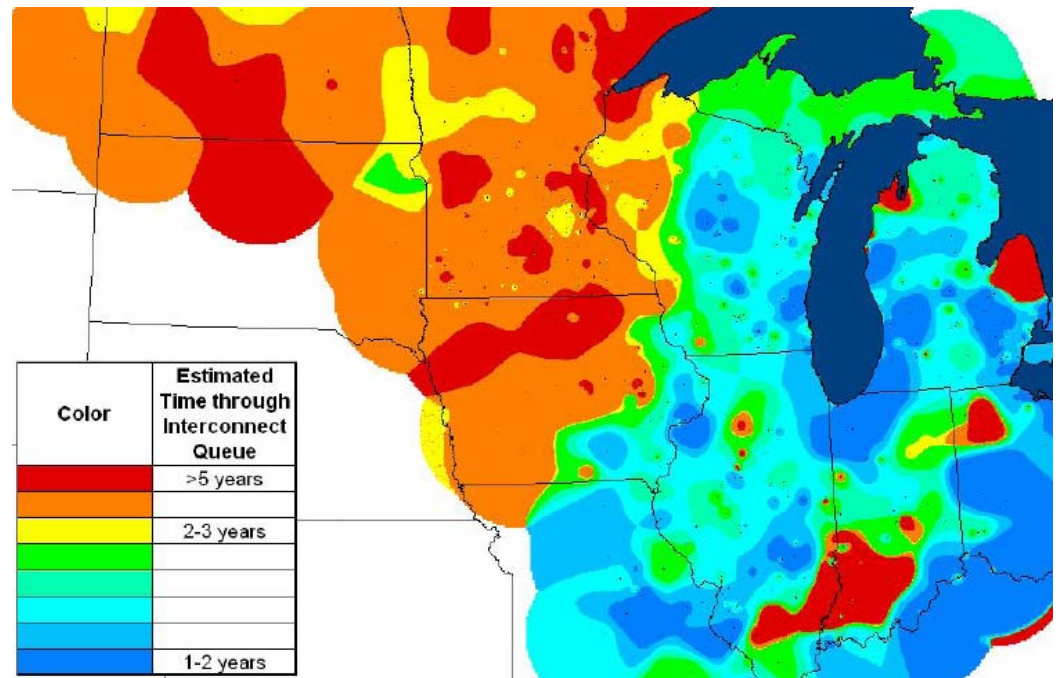 Color
Estimated
Time through
Interconnect
Queue
>5 years
2-3 years
1-2 years